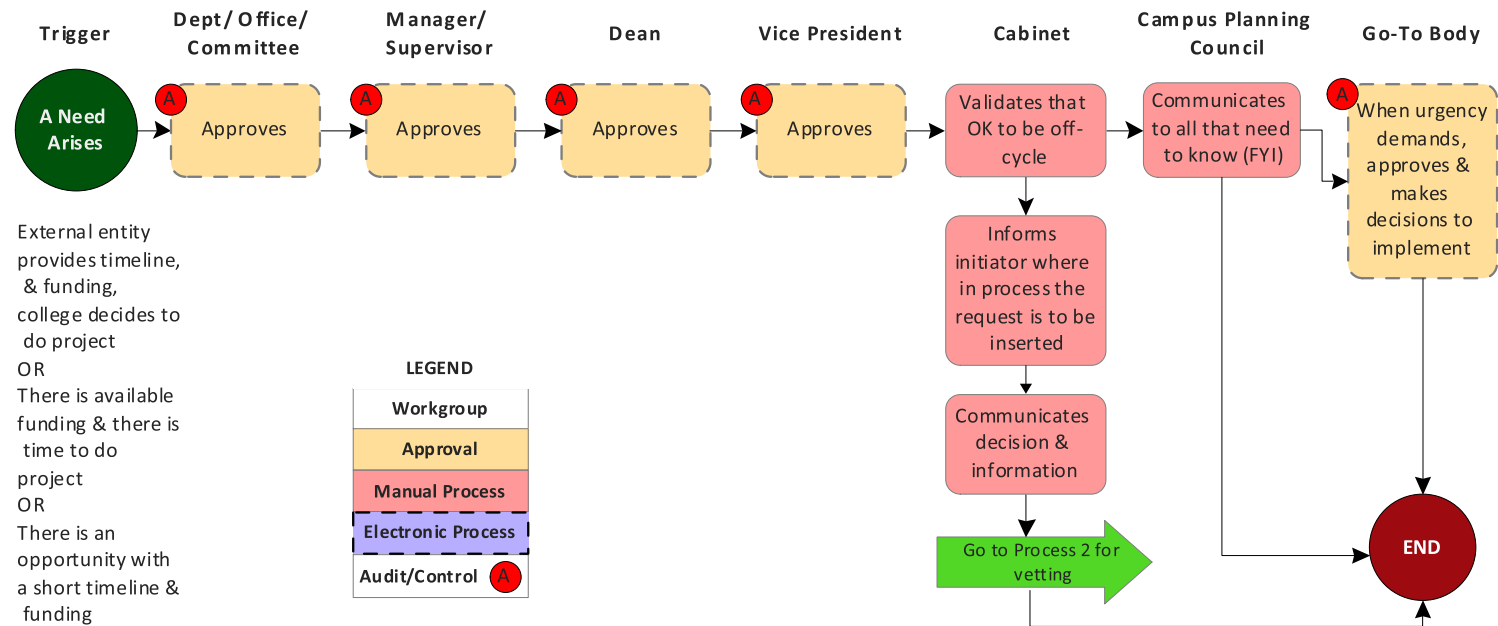 Trigger
Dept/ Office/
Committee
Manager/
Supervisor
Dean
Vice President
Cabinet
Campus Planning
Council
Go-To Body
A Need
Arises
A
Approves
A
Approves
A
Approves
A
Approves
Validates that
OK to be off-
cycle
Communicates
to all that need
to know (FYI)
A
When urgency
demands,
approves &
makes
decisions to
implement
External entity
provides timeline,
& funding,
college decides to
do project
OR
There is available
funding & there is
time to do
project
OR
There is an
opportunity with
a short timeline &
funding
Informs
initiator where
in process the
request is to be
inserted
Communicates
decision &
information
Go to Process 2 for
vetting
END
LEGEND
Workgroup
Approval
Manual Process
Electronic Process
Audit/Control A